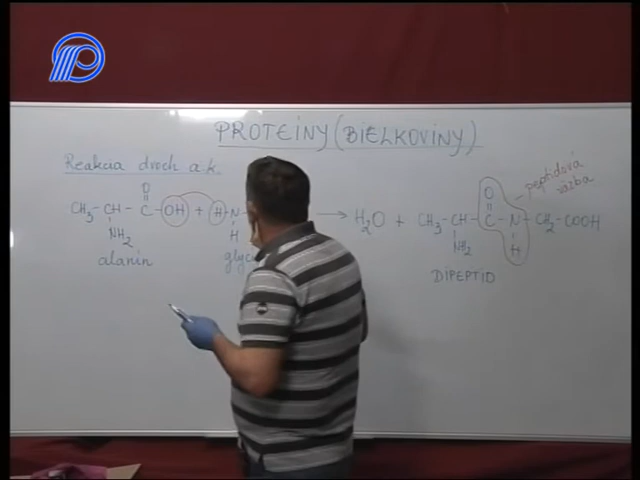 PROTEINY (BIELKOVINY)
Reakcia dvoch a.k.
peptidová
väzba
O O
CH3 - CH - C - OH + H N → H2O + CH3 - CH - C - N - CH2 - COOH
NH2 H NH2 H
alanin DIPEPTID